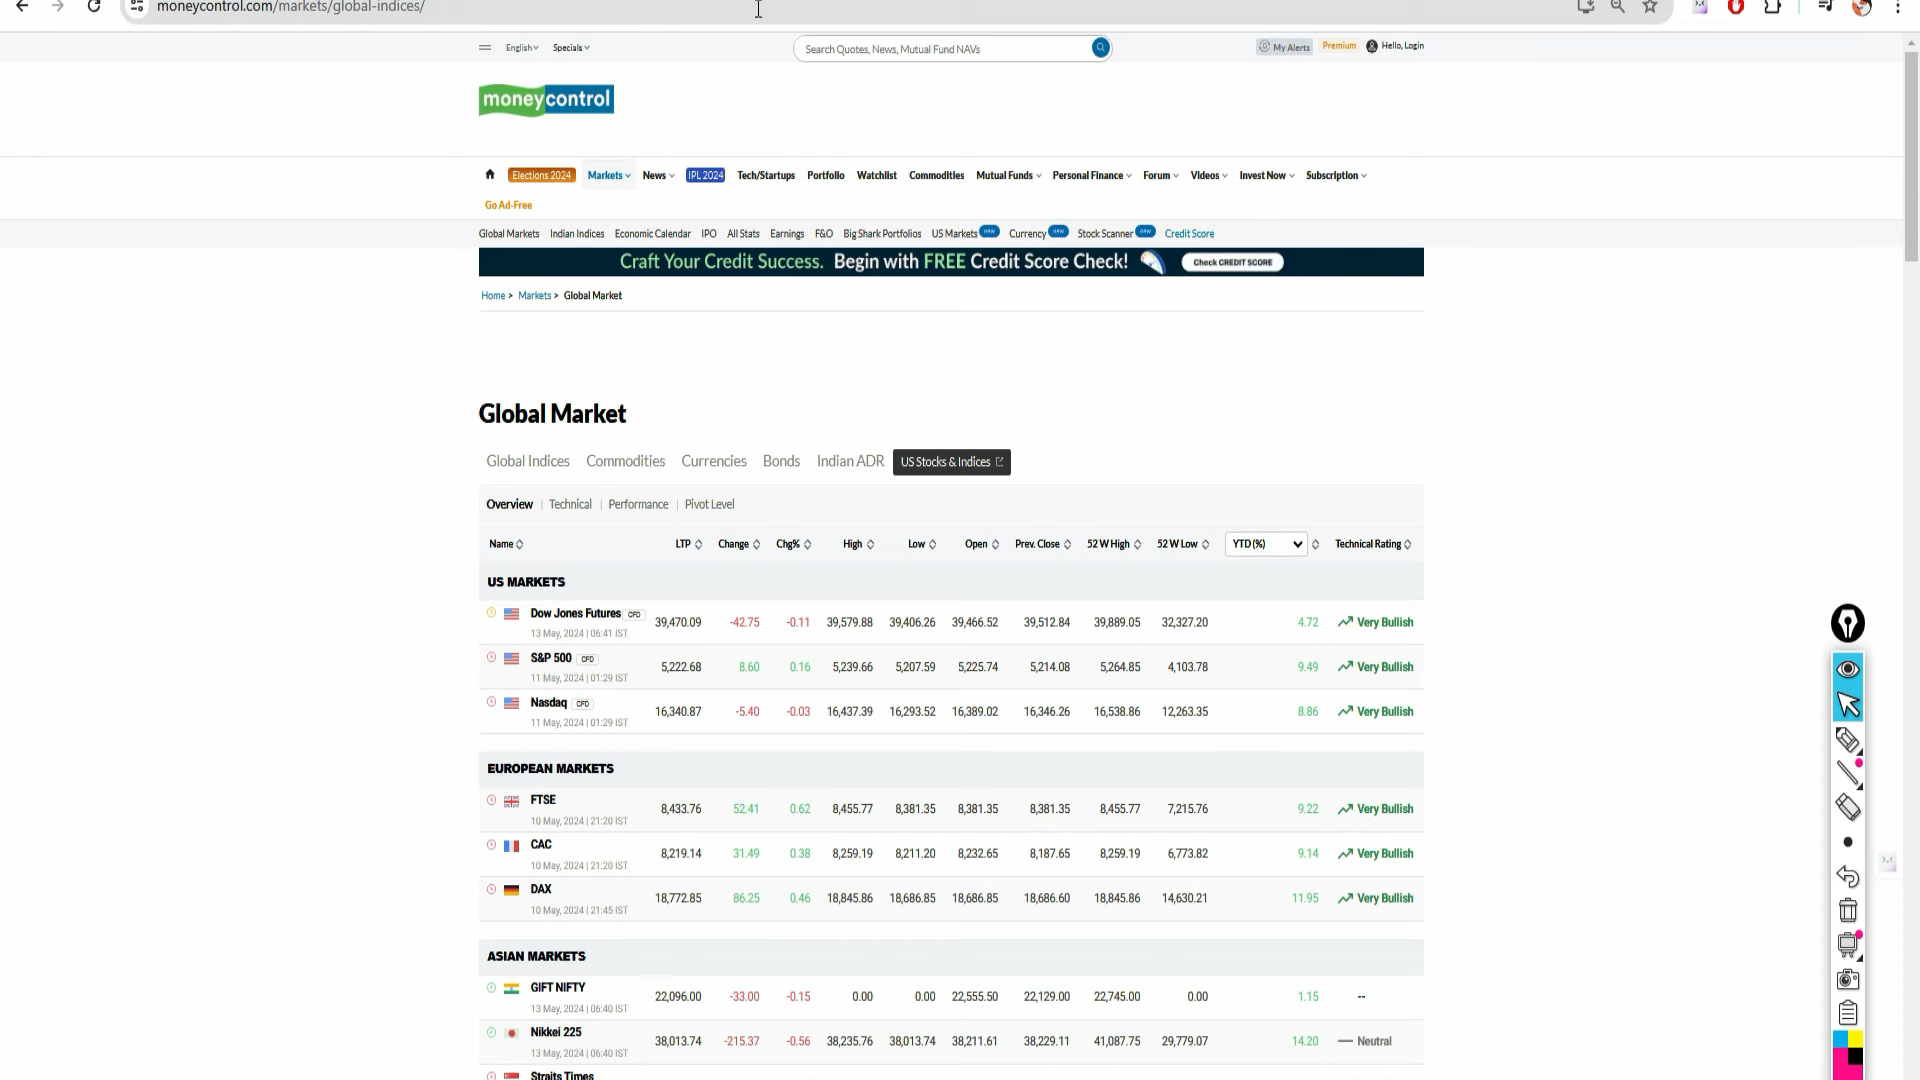 moneycontrol.com/markets/global-indices/
English Specials Search Quotes, News, Mutual Fund NAVs My Alerts Premium Hello, Login
moneycontrol
Elections 2024 Markets News IPL 2024 Tech/Startups Portfolio Watchlist Commodities Mutual Funds Personal Finance Forum Videos Invest Now Subscription
Go Ad-Free
Global Markets Indian Indices Economic Calendar IPO All Stats Earnings F&O Big Shark Portfolios US Markets new Currency new Stock Scanner new Credit Score
Craft Your Credit Success. Begin with FREE Credit Score Check! Check CREDIT SCORE
Home > Markets > Global Market
Global Market
Global Indices Commodities Currencies Bonds Indian ADR US Stocks & Indices
Overview | Technical | Performance | Pivot Level
Name LTP Change Chg% High Low Open Prev. Close 52 W High 52 W Low YTD (%) Technical Rating
US MARKETS
Dow Jones Futures CFD 39,470.09 -42.75 -0.11 39,579.88 39,406.26 39,466.52 39,512.84 39,889.05 32,327.20 4.72 Very Bullish
13 May, 2024 | 06:41 IST
S&P 500 CFD 5,222.68 8.60 0.16 5,239.66 5,207.59 5,225.74 5,214.08 5,264.85 4,103.78 9.49 Very Bullish
11 May, 2024 | 01:29 IST
Nasdaq CFD 16,340.87 -5.40 -0.03 16,437.39 16,293.52 16,389.02 16,346.26 16,538.86 12,263.35 8.86 Very Bullish
11 May, 2024 | 01:29 IST
EUROPEAN MARKETS
FTSE 8,433.76 52.41 0.62 8,455.77 8,381.35 8,381.35 8,381.35 8,455.77 7,215.76 9.22 Very Bullish
10 May, 2024 | 21:20 IST
CAC 8,219.14 31.49 0.38 8,259.19 8,211.20 8,232.65 8,187.65 8,259.19 6,773.82 9.14 Very Bullish
10 May, 2024 | 21:20 IST
DAX 18,772.85 86.25 0.46 18,845.86 18,686.85 18,686.85 18,686.60 18,845.86 14,630.21 11.95 Very Bullish
10 May, 2024 | 21:45 IST
ASIAN MARKETS
GIFT NIFTY 22,096.00 -33.00 -0.15 0.00 0.00 22,555.50 22,129.00 22,745.00 0.00 1.15 --
13 May, 2024 | 06:40 IST
Nikkei 225 38,013.74 -215.37 -0.56 38,235.76 38,013.74 38,211.61 38,229.11 41,087.75 29,779.07 14.20 Neutral
13 May, 2024 | 06:40 IST
Straits Times